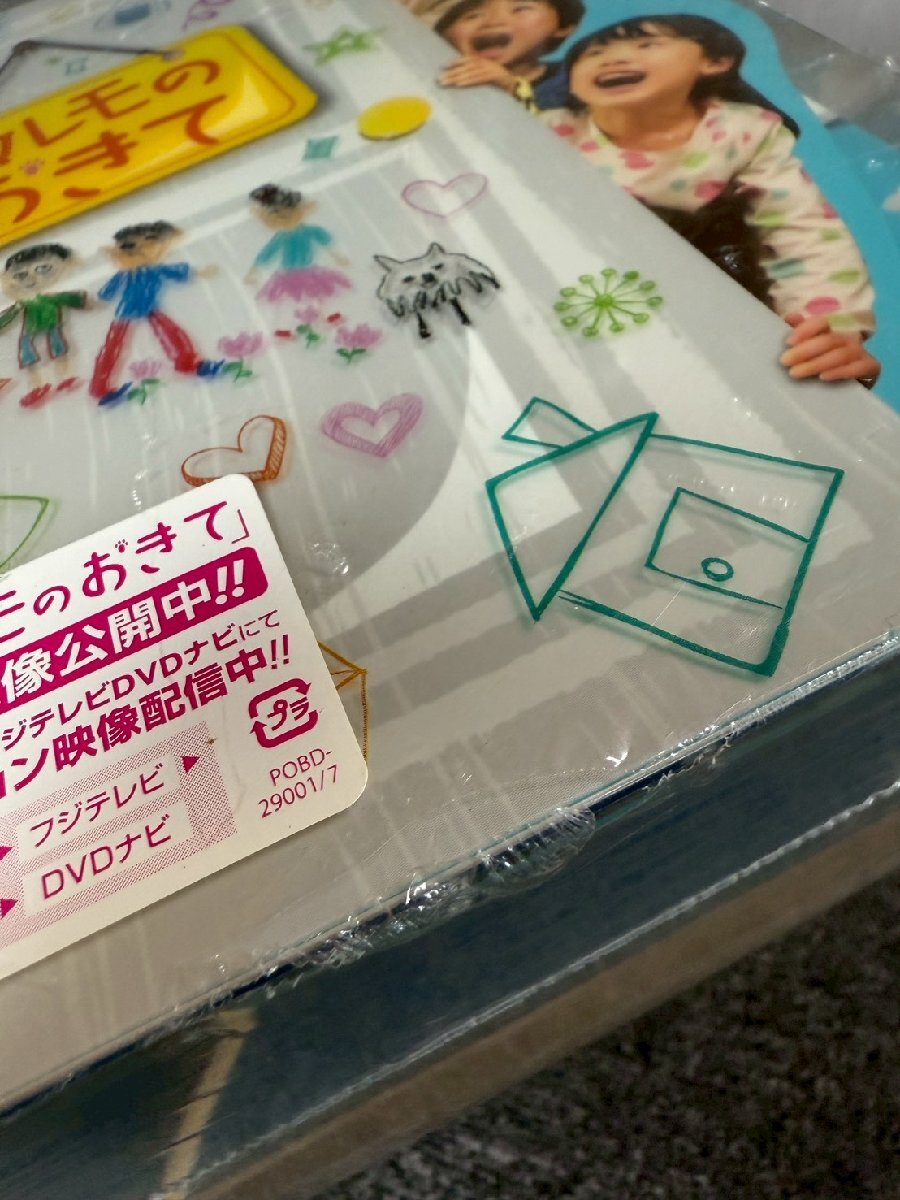 マルモの
おきて
モのおきて」
像公開中!!
ジテレビDVDナビにて
ョン映像配信中!!
プラ
POBD-
29001/7
フジテレビ
DVDナビ